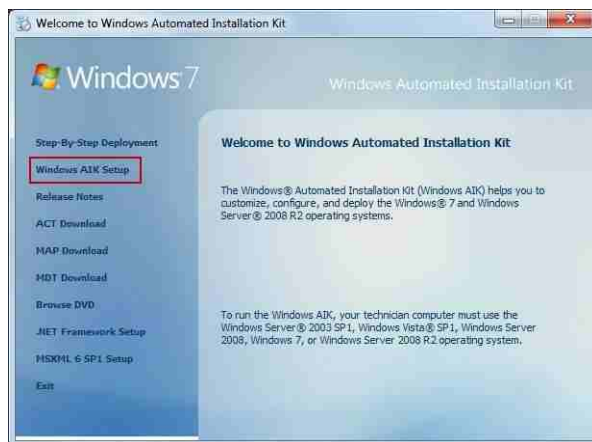 Welcome to Windows Automated Installation Kit
Windows 7
Windows Automated Installation Kit
Step-By-Step Deployment
Windows AIK Setup
Release Notes
ACT Download
MAP Download
MDT Download
Browse DVD
.NET Framework Setup
MSXML 6 SP1 Setup
Exit
Welcome to Windows Automated Installation Kit
The Windows® Automated Installation Kit (Windows AIK) helps you to
customize, configure, and deploy the Windows® 7 and Windows
Server® 2008 R2 operating systems.
To run the Windows AIK, your technician computer must use the
Windows Server® 2003 SP1, Windows Vista® SP1, Windows Server
2008, Windows 7, or Windows Server 2008 R2 operating system.